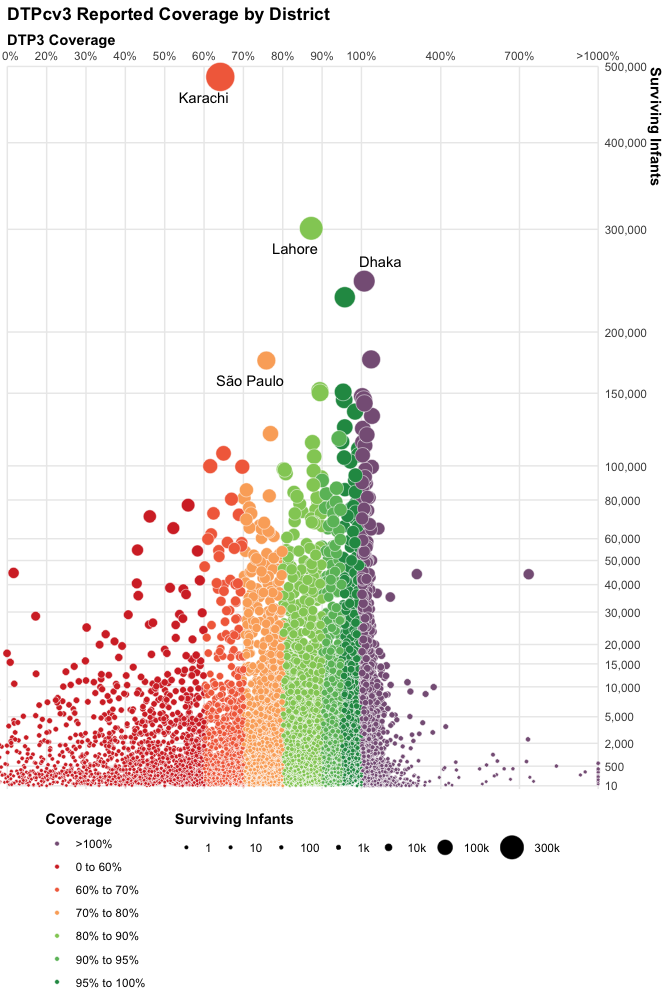 DTPcv3 Reported Coverage by District
DTP3 Coverage
0% 20% 30% 40% 50% 60% 70% 80% 90% 100% 400% 700% >1000%
500,000
Surviving Infants
Karachi
400,000
300,000
Lahore
Dhaka
200,000
São Paulo
150,000
100,000
80,000
60,000
50,000
40,000
30,000
20,000
15,000
10,000
5,000
2,000
500
10
Coverage
>100%
0 to 60%
60% to 70%
70% to 80%
80% to 90%
90% to 95%
95% to 100%
Surviving Infants
1 10 100 1k 10k 100k 300k